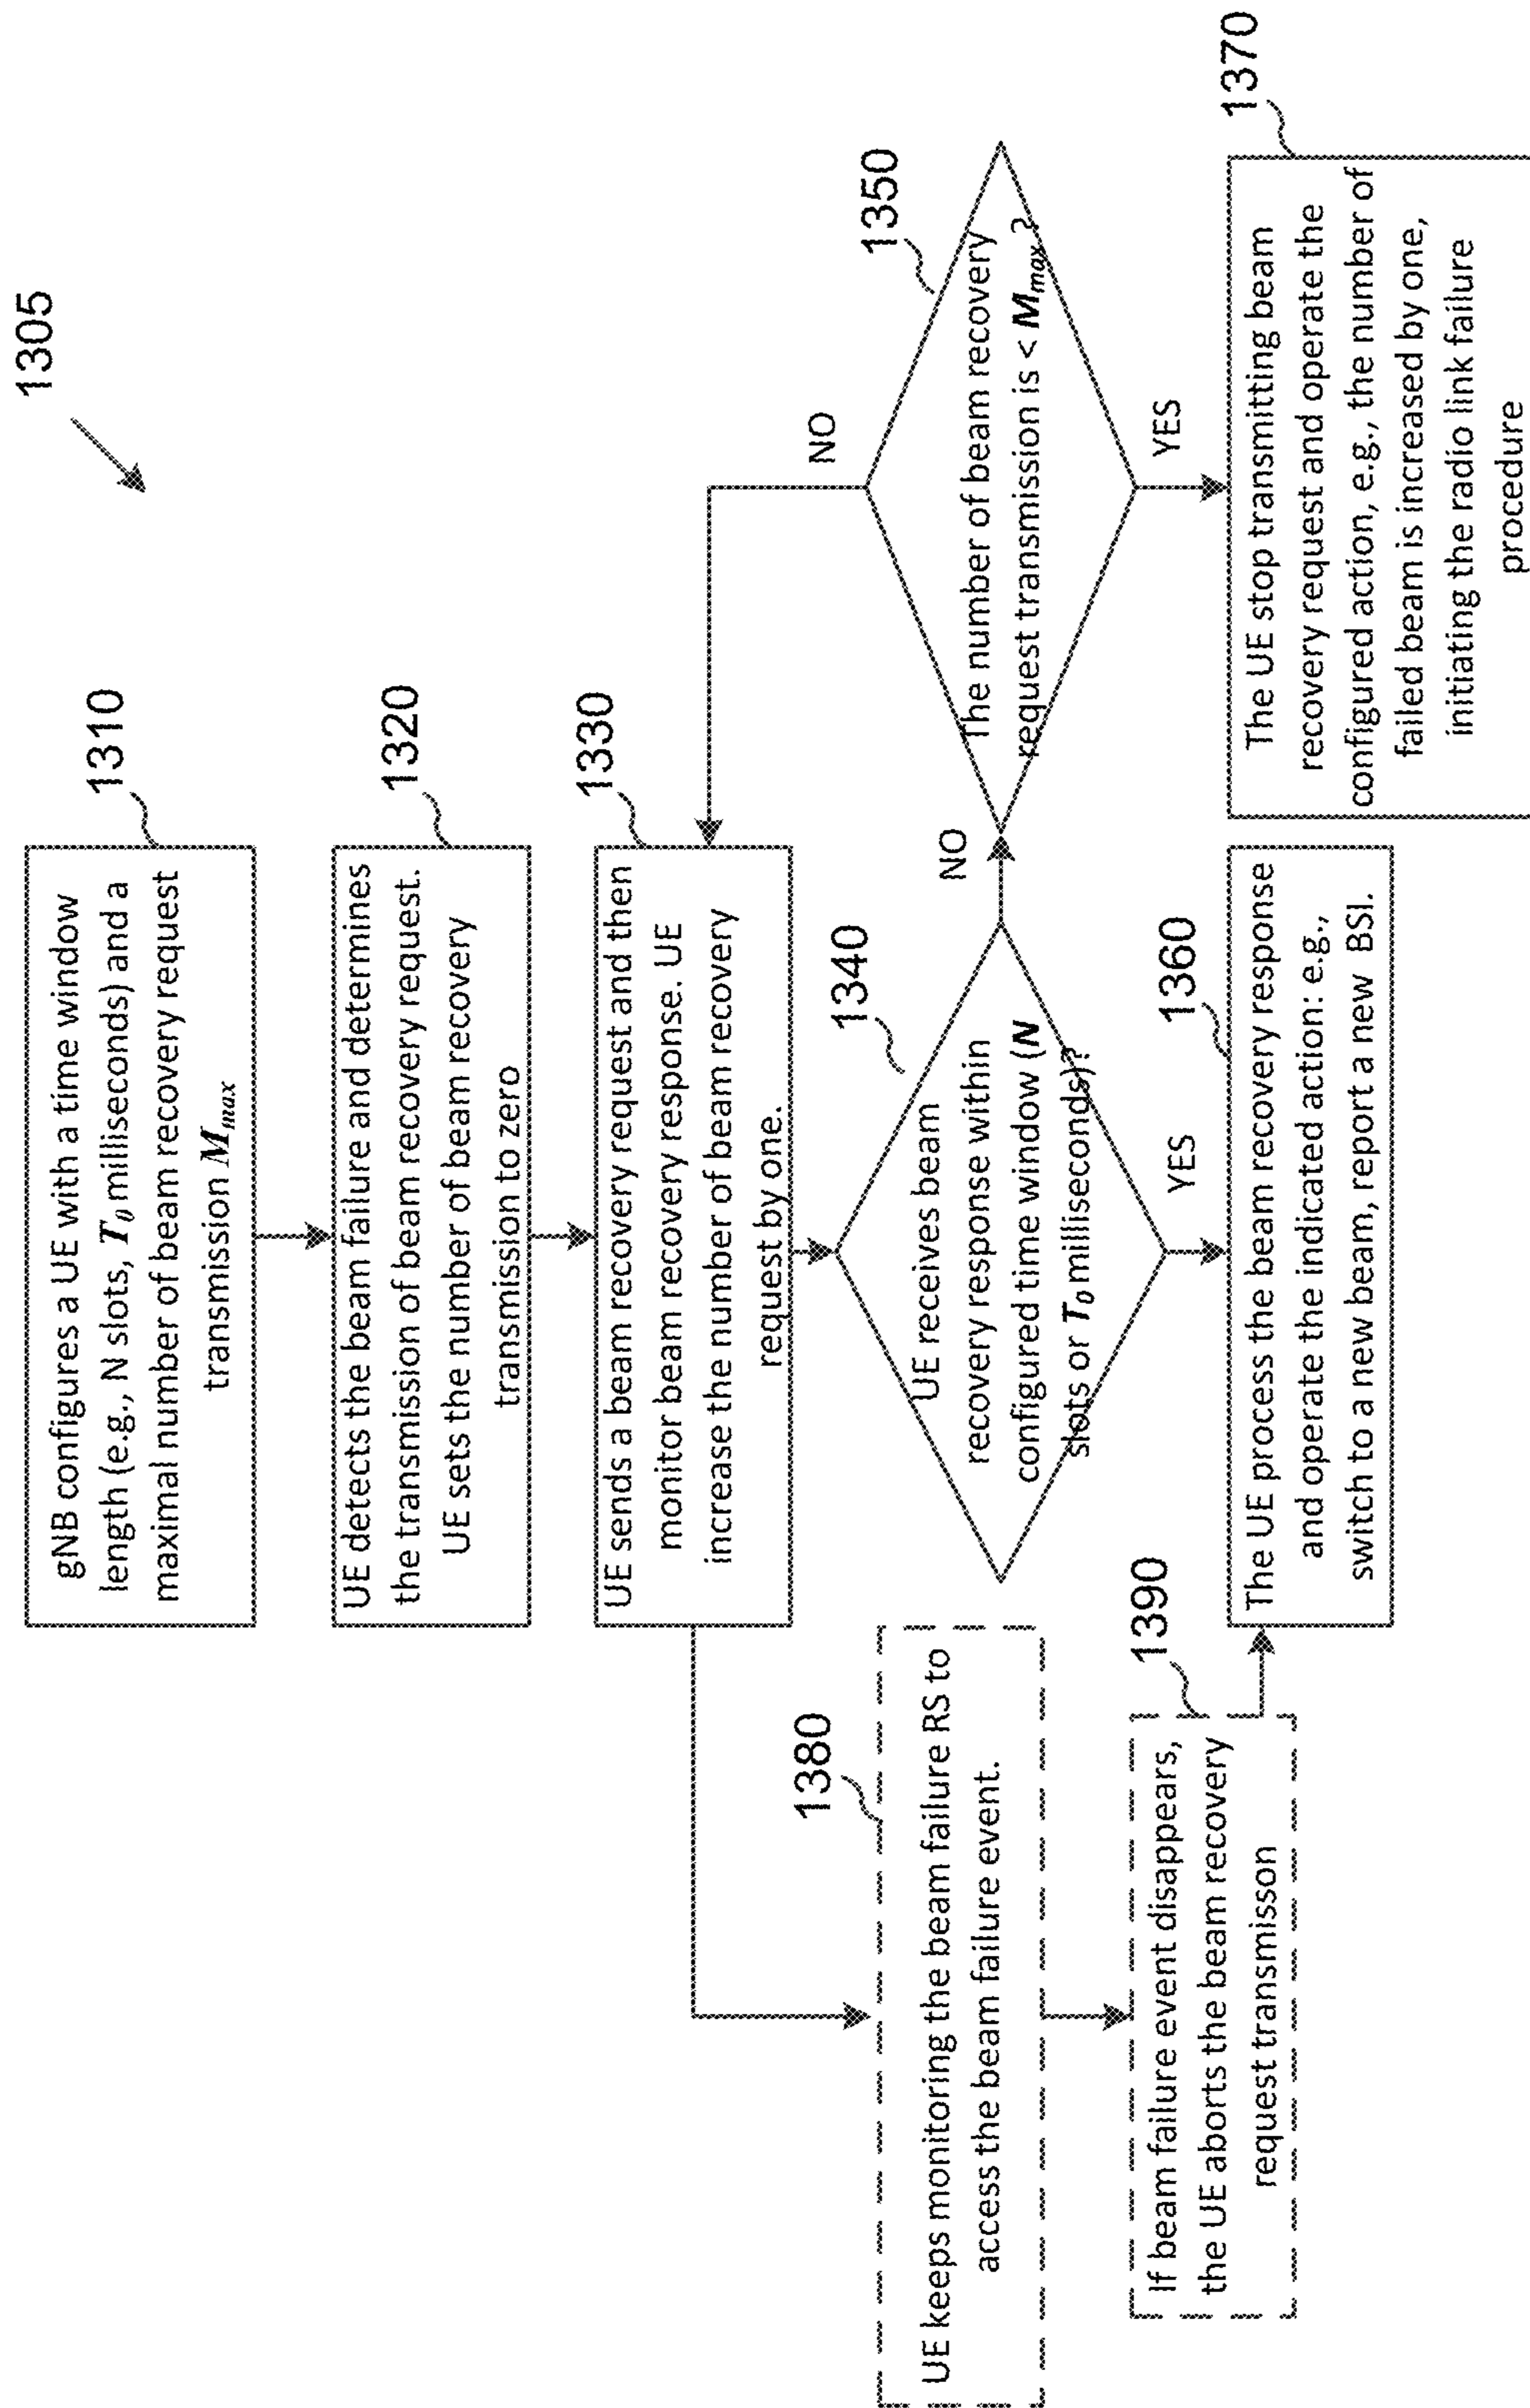 1305
1310
gNB configures a UE with a time window
length (e.g., N slots, T0 milliseconds) and a
maximal number of beam recovery request
transmission Mmax
1320
UE detects the beam failure and determines
the transmission of beam recovery request.
UE sets the number of beam recovery
transmission to zero
1330
UE sends a beam recovery request and then
monitor beam recovery response. UE
increase the number of beam recovery
request by one.
1340
UE receives beam
recovery response within
configured time window (N
slots or T0 milliseconds)?
NO
YES
1350
The number of beam recovery
request transmission is < Mmax ?
NO
YES
1360
The UE process the beam recovery response
and operate the indicated action: e.g.,
switch to a new beam, report a new BSI.
1370
The UE stop transmitting beam
recovery request and operate the
configured action, e.g., the number of
failed beam is increased by one,
initiating the radio link failure
procedure
1380
UE keeps monitoring the beam failure RS to
access the beam failure event.
1390
If beam failure event disappears,
the UE aborts the beam recovery
request transmisson